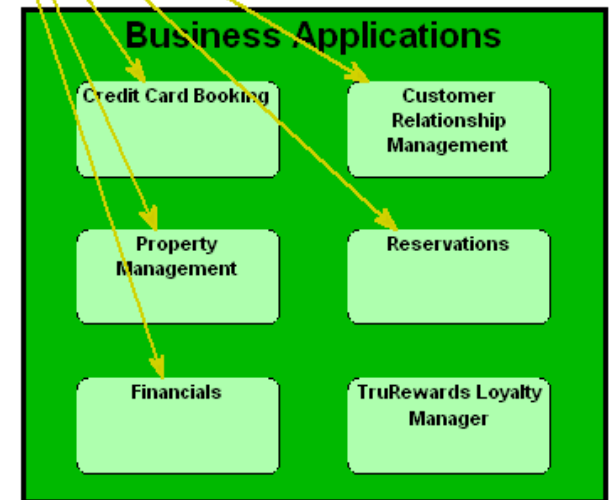 Business Applications
Credit Card Booking
Customer
Relationship
Management
Property
Management
Reservations
Financials
TruRewards Loyalty
Manager